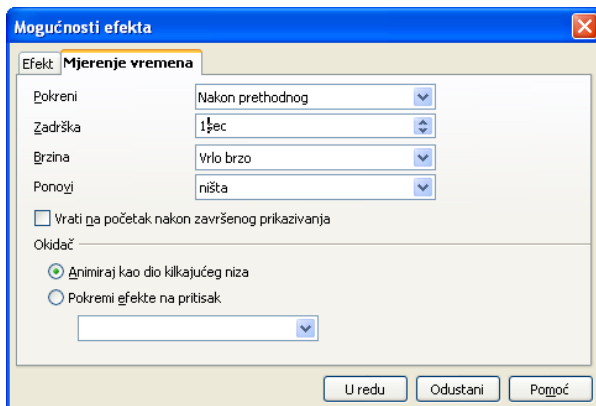 Mogućnosti efekta
Efekt Mjerenje vremena
Pokreni Nakon prethodnog
Zadrška 1sec
Brzina Vrlo brzo
Ponovi ništa
Vrati na početak nakon završenog prikazivanja
Okidač
Animiraj kao dio kilkajućeg niza
Pokremi efekte na pritisak
U redu Odustani Pomoć